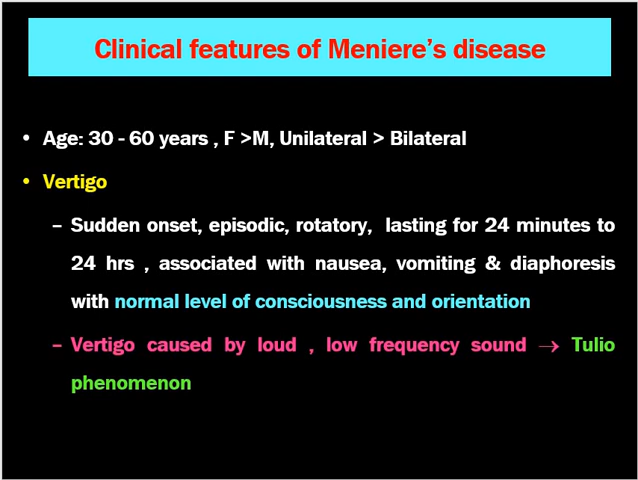 Clinical features of Meniere's disease
• Age: 30 - 60 years , F >M, Unilateral > Bilateral
• Vertigo
– Sudden onset, episodic, rotatory, lasting for 24 minutes to
24 hrs , associated with nausea, vomiting & diaphoresis
with normal level of consciousness and orientation
– Vertigo caused by loud , low frequency sound → Tulio
phenomenon